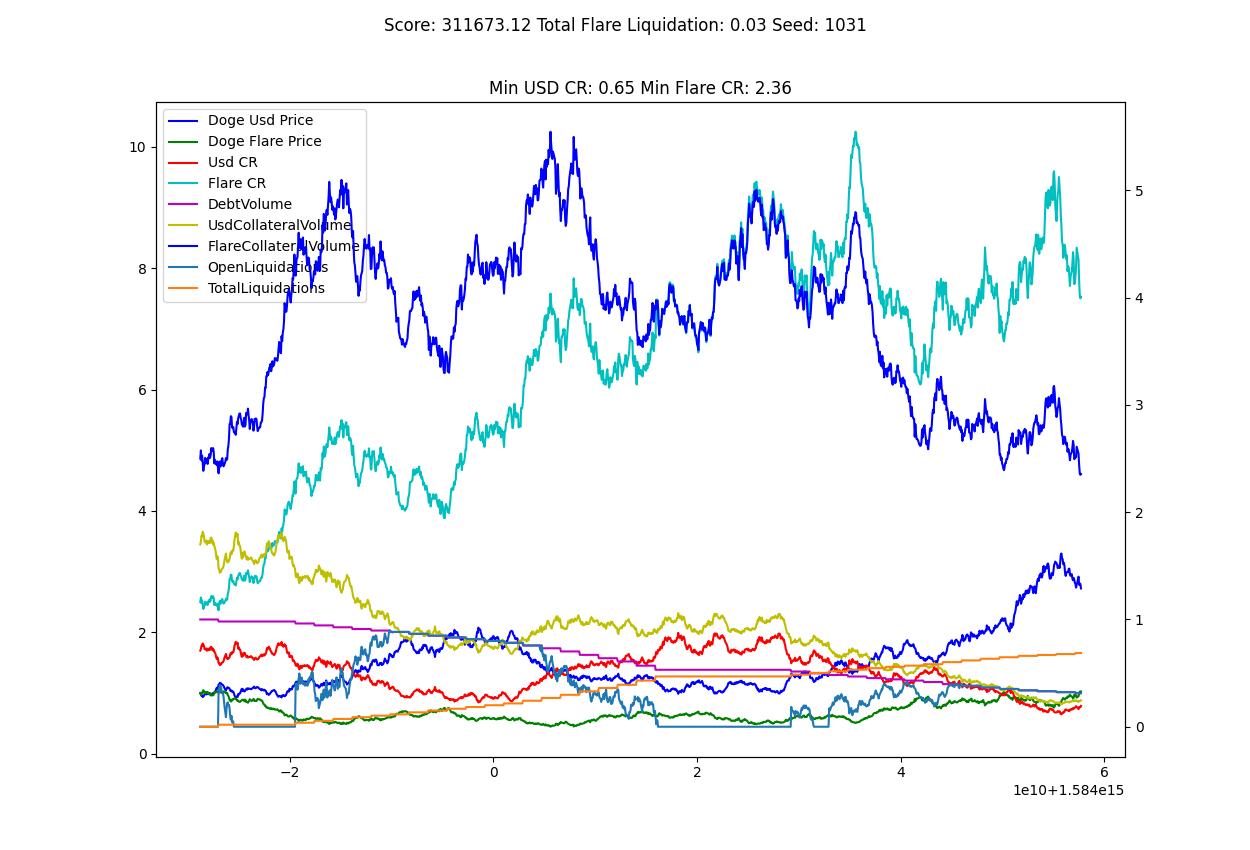 Score: 311673.12 Total Flare Liquidation: 0.03 Seed: 1031
Min USD CR: 0.65 Min Flare CR: 2.36
Doge Usd Price
Doge Flare Price
Usd CR
Flare CR
DebtVolume
UsdCollateralVolume
FlareCollateralVolume
OpenLiquidations
TotalLiquidations
10
8
6
4
2
0
5
4
3
2
1
0
−2
0
2
4
6
1e10+1.584e15